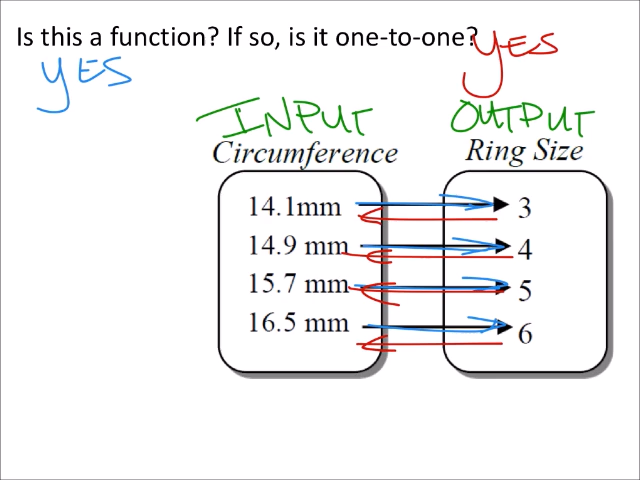 Is this a function? If so, is it one-to-one?
YES YES
INPUT OUTPUT
Circumference Ring Size
14.1mm 3
14.9 mm 4
15.7 mm 5
16.5 mm 6